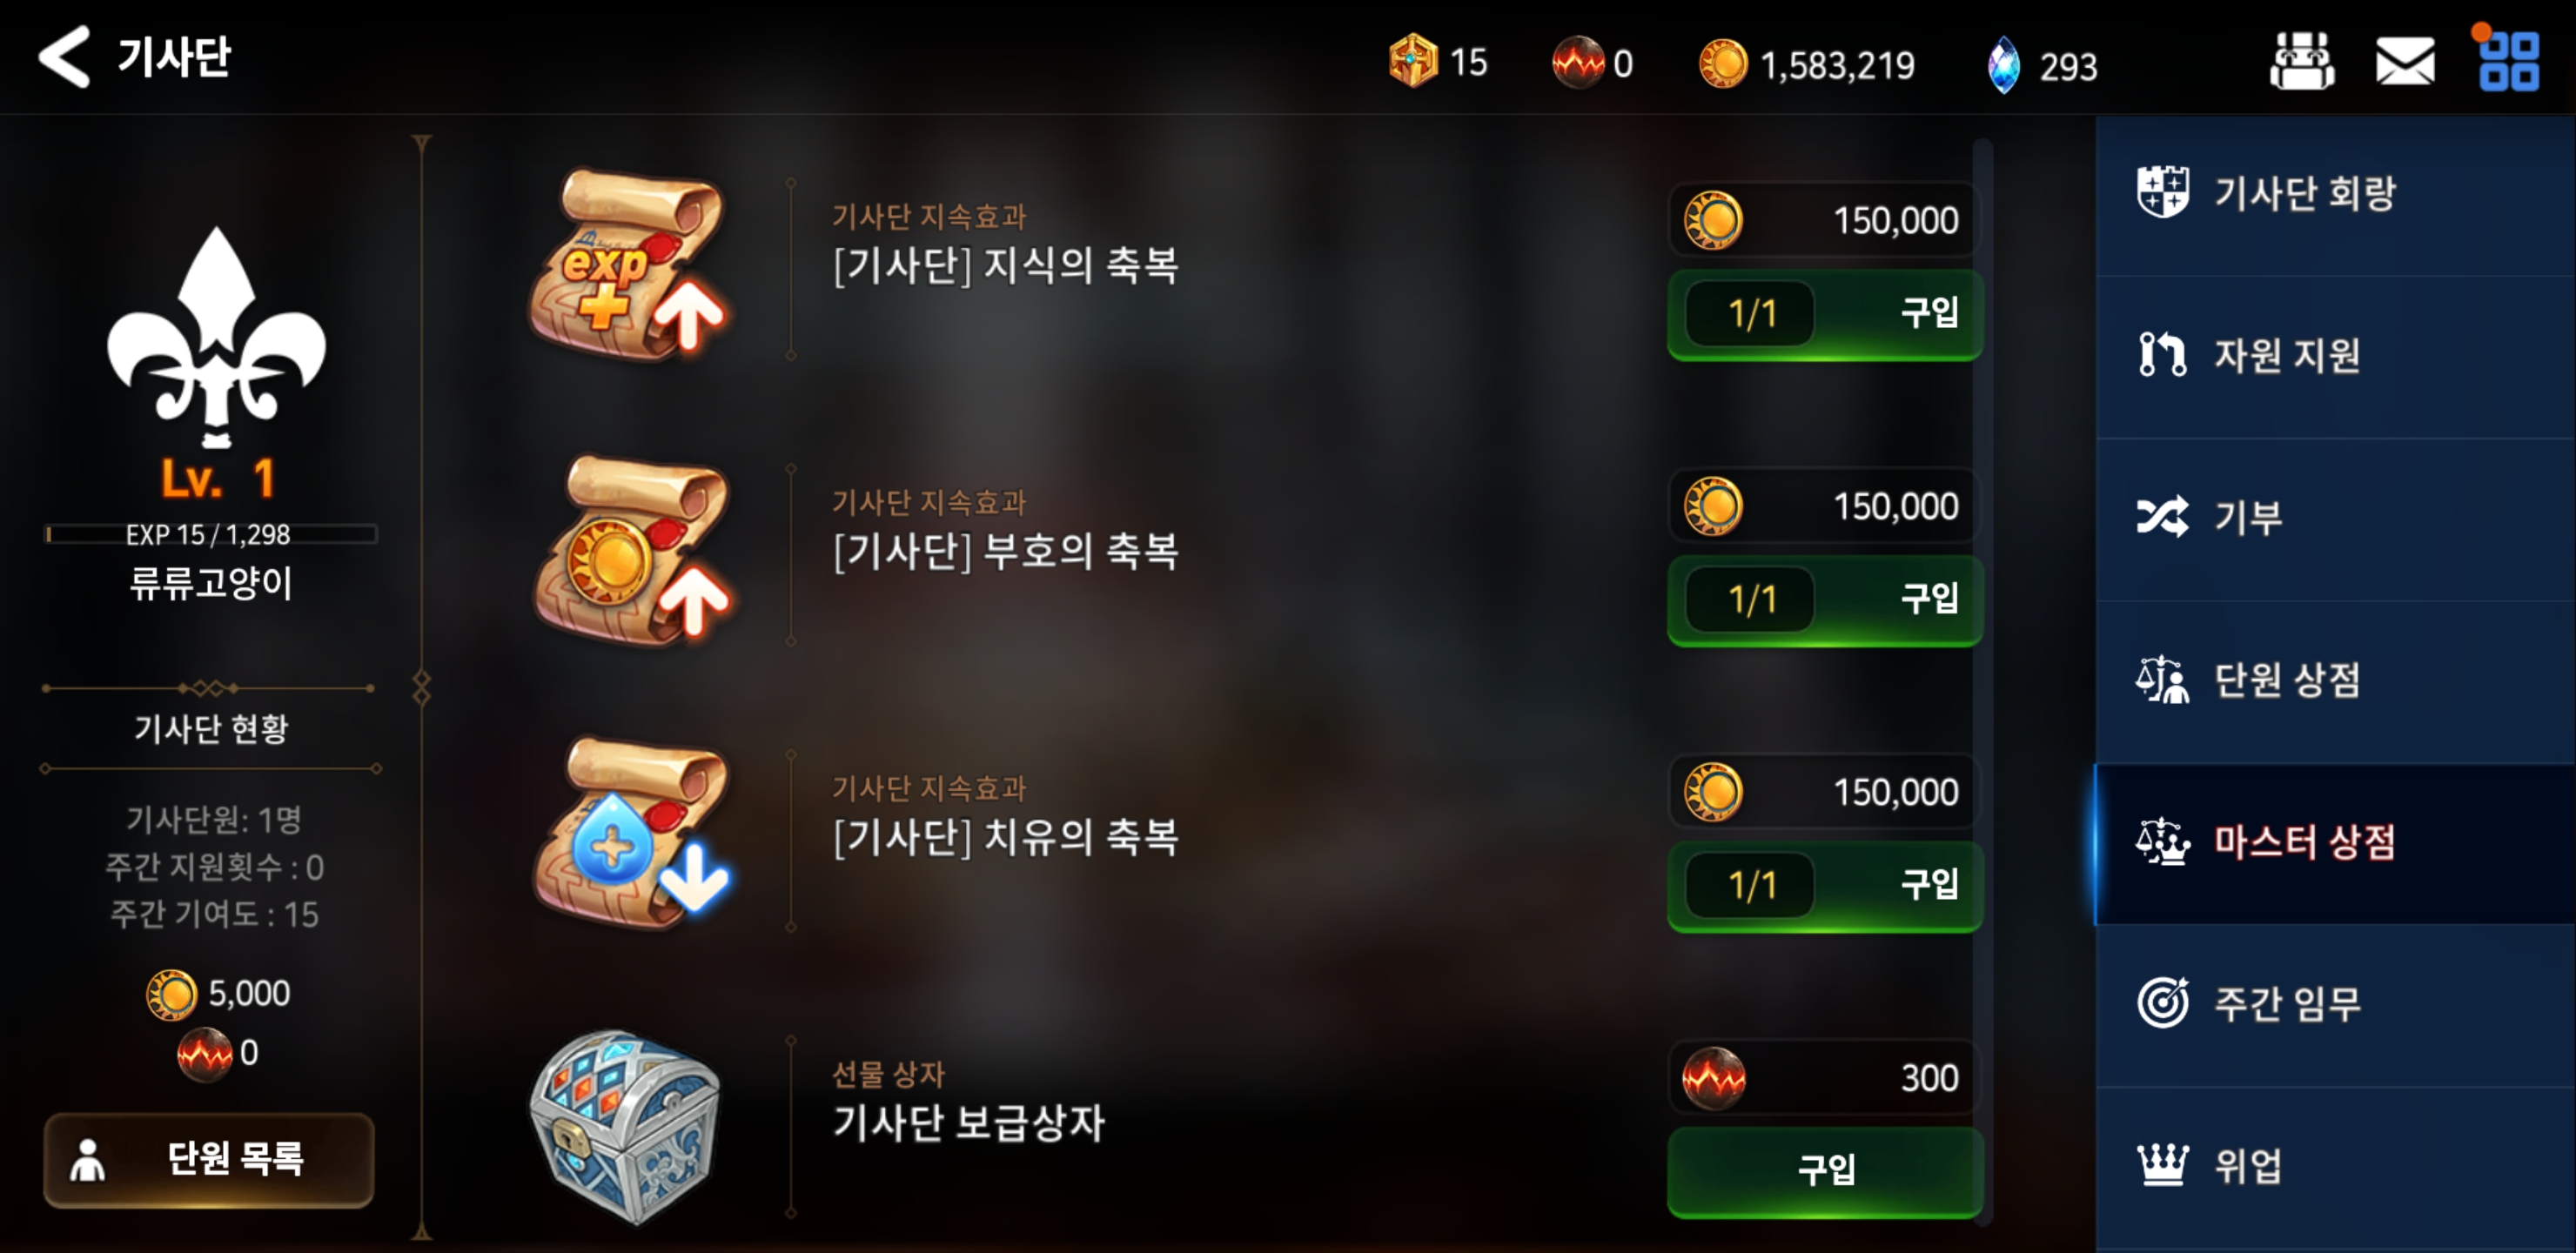 기사단
15
0
1,583,219
293
Lv. 1
EXP 15 / 1,298
류류고양이
기사단 현황
기사단원: 1명
주간 지원횟수 : 0
주간 기여도 : 15
5,000
0
단원 목록
exp
기사단 지속효과
[기사단] 지식의 축복
150,000
1/1 구입
기사단 지속효과
[기사단] 부호의 축복
150,000
1/1 구입
기사단 지속효과
[기사단] 치유의 축복
150,000
1/1 구입
선물 상자
기사단 보급상자
300
구입
기사단 회랑
자원 지원
기부
단원 상점
마스터 상점
주간 임무
위업